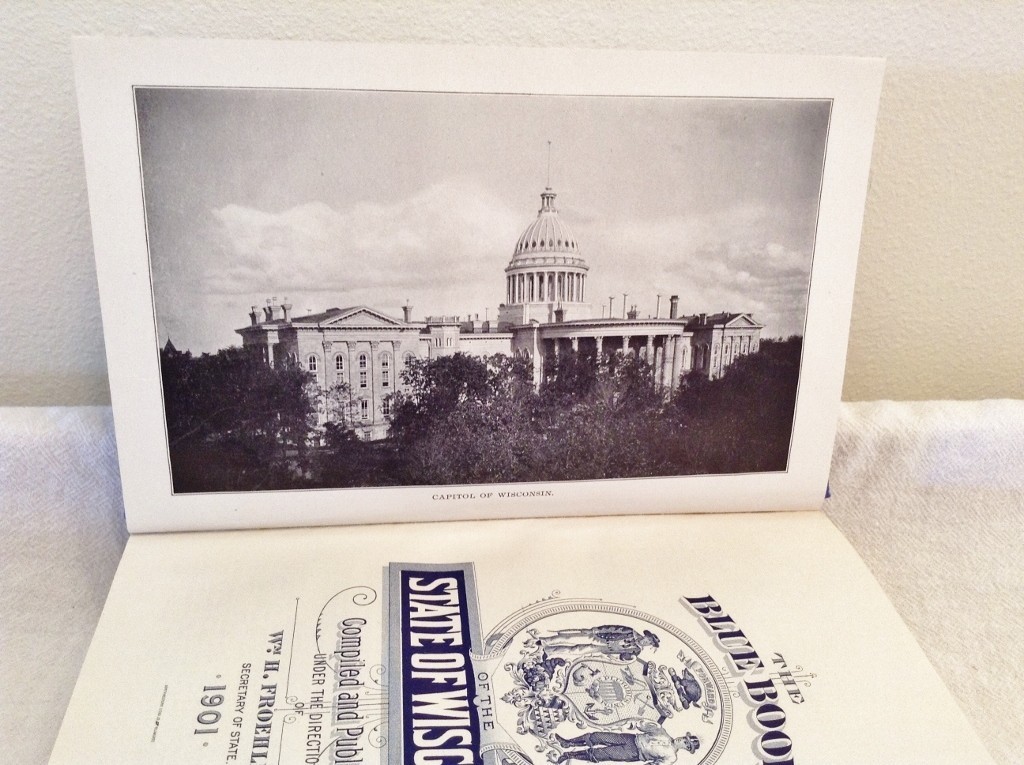 CAPITOL OF WISCONSIN.
THE
BLUE BOO
OF THE
STATE OF WISC
Compiled and Publ
UNDER THE DIRECTIO
OF
Wm. H. FROEHL
SECRETARY OF STATE.
· 1901 ·